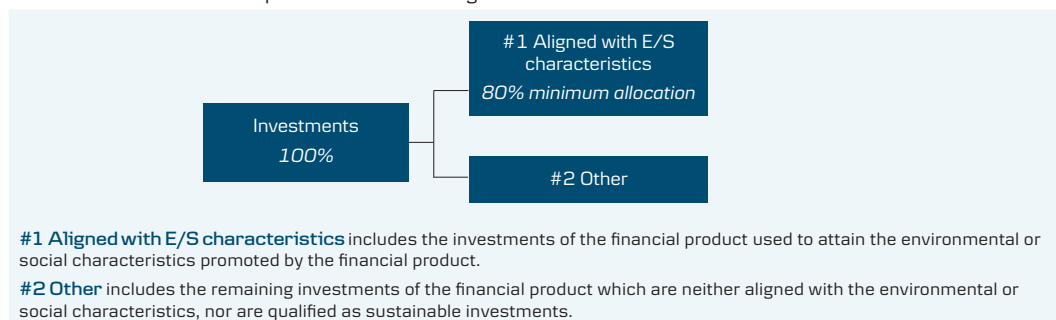 #1 Aligned with E/S
characteristics
80% minimum allocation
Investments
100%
#2 Other
#1 Aligned with E/S characteristics includes the investments of the financial product used to attain the environmental or
social characteristics promoted by the financial product.
#2 Other includes the remaining investments of the financial product which are neither aligned with the environmental or
social characteristics, nor are qualified as sustainable investments.